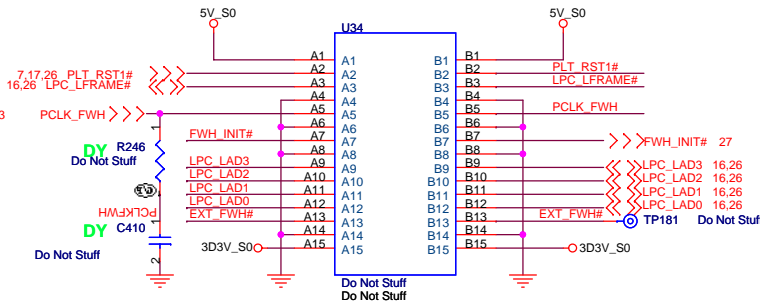 5V_S0 5V_S0
U34
A1 A1 B1 B1
7,17,26 PLT_RST1# A2 A2 B2 B2 PLT_RST1#
16,26 LPC_LFRAME# A3 A3 B3 B3 LPC_LFRAME#
A4 A4 B4 B4
3 PCLK_FWH A5 A5 B5 B5 PCLK_FWH
A6 A6 B6 B6
FWH_INIT# A7 A7 B7 B7 FWH_INIT# 27
A8 A8 B8 B8
LPC_LAD3 A9 A9 B9 B9 LPC_LAD3 16,26
LPC_LAD2 A10 A10 B10 B10 LPC_LAD2 16,26
LPC_LAD1 A11 A11 B11 B11 LPC_LAD1 16,26
LPC_LAD0 A12 A12 B12 B12 LPC_LAD0 16,26
EXT_FWH# A13 A13 B13 B13 EXT_FWH# TP181 Do Not Stuf
A14 A14 B14 B14
3D3V_S0 A15 A15 B15 B15 3D3V_S0
Do Not Stuff
Do Not Stuff
1
DY R246
Do Not Stuff
PCLKFWH
1
DY C410
Do Not Stuff
2